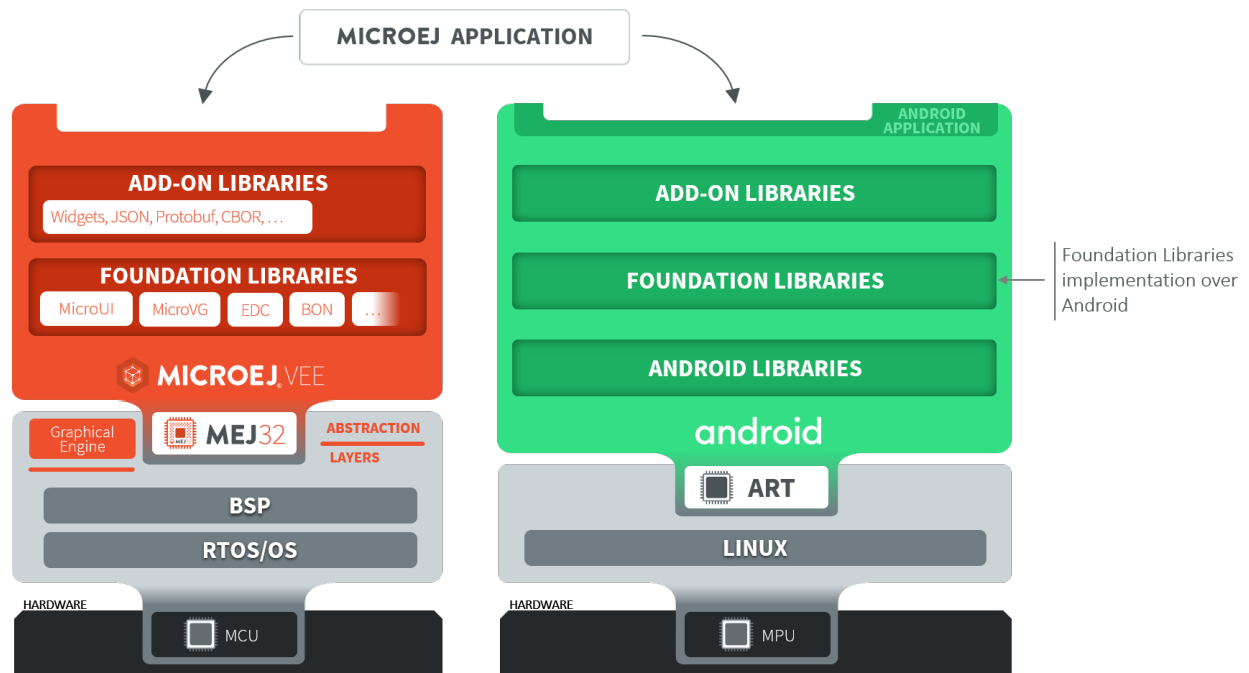 MICROEJ APPLICATION
ADD-ON LIBRARIES
Widgets, JSON, Protobuf, CBOR, ...
FOUNDATION LIBRARIES
MicroUI
MicroVG
EDC
BON
...
MICROEJ® VEE
Graphical
Engine
MEJ
MEJ32
ABSTRACTION
LAYERS
BSP
RTOS/OS
HARDWARE
MCU
ANDROID
APPLICATION
ADD-ON LIBRARIES
FOUNDATION LIBRARIES
ANDROID LIBRARIES
android
ART
LINUX
HARDWARE
MPU
Foundation Libraries
implementation over
Android